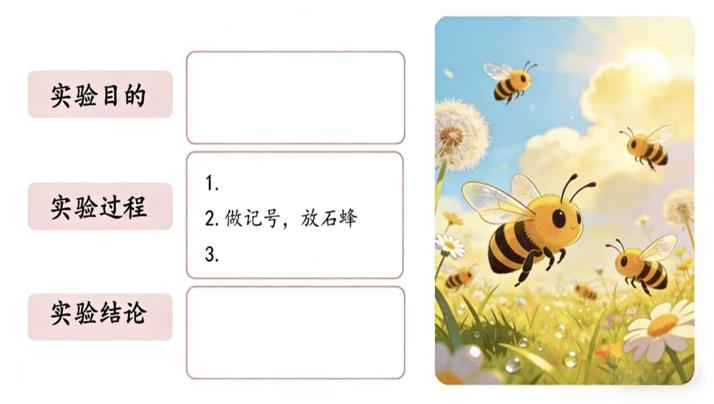 实验目的
实验过程
1.
2.做记号，放石蜂
3.
实验结论